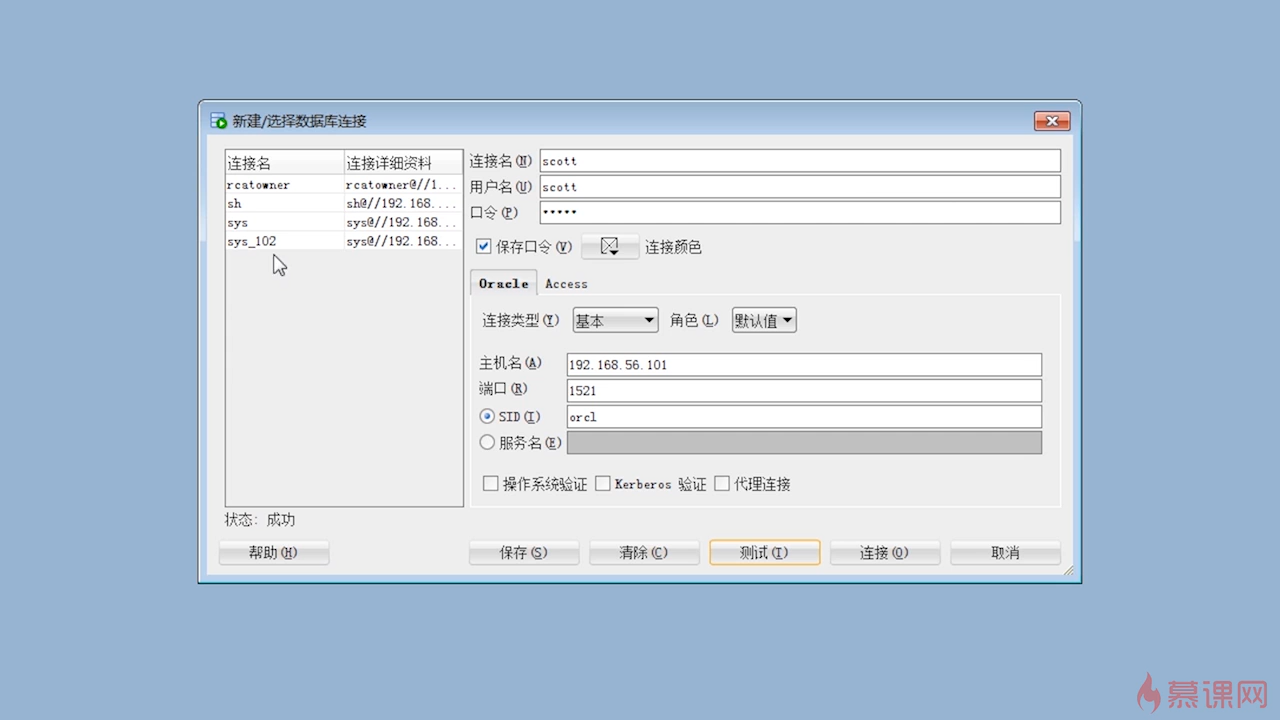 新建/选择数据库连接
连接名 连接详细资料
rcatowner rcatowner@//1...
sh sh@//192.168....
sys sys@//192.168...
sys_102 sys@//192.168...
连接名(N) scott
用户名(U) scott
口令(P) •••••
保存口令(V) 连接颜色
Oracle Access
连接类型(Y) 基本 角色(L) 默认值
主机名(A) 192.168.56.101
端口(R) 1521
SID(I) orcl
服务名(E)
操作系统验证 Kerberos 验证 代理连接
状态: 成功
帮助(H) 保存(S) 清除(C) 测试(T) 连接(O) 取消
慕课网